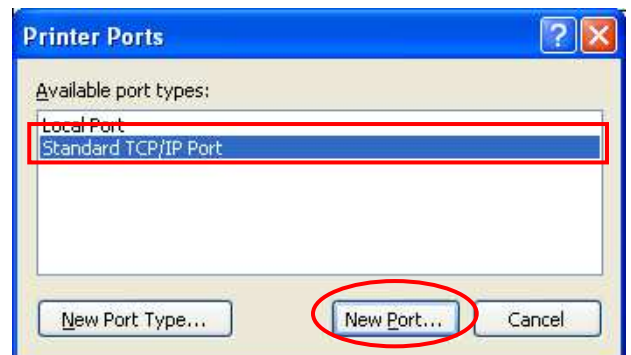 Printer Ports
Available port types:
Local Port
Standard TCP/IP Port
New Port Type... New Port... Cancel